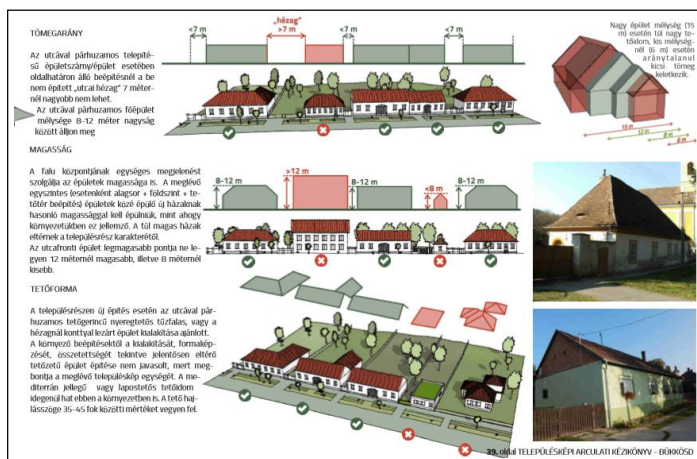 TÖMEGARÁNY
Az utcával párhuzamos telepíté-
sű épületszárny/épület esetében
oldalhatáron álló beépítésnél a be
nem épített „utcai hézag" 7 méter-
nél nagyobb nem lehet.
Az utcával párhuzamos főépület
mélysége 8-12 méter nagyság
között álljon meg
<7 m
„hézag"
>7 m
<7 m
<7 m
Nagy épület mélység (15
m) esetén túl nagy te-
tőidom, kis mélység-
nél (6 m) esetén
aránytalanul
kicsi tömeg
keletkezik.
15 m
12 m
8 m
6 m
MAGASSÁG
A falu központjának egységes megjelenést
szolgálja az épületek magassága is. A meglévő
egyszintes (esetenként alagsor + földszint + te-
tőtér beépítés) épületek közé épülő új házaknak
hasonló magassággal kell épülniük, mint ahogy
környezetükben ez jellemző. A túl magas házak
eltérnek a településrész karakterétől.
Az utcafronti épület legmagasabb pontja ne le-
gyen 12 méternél magasabb, illetve 8 méternél
kisebb.
8-12 m
>12 m
8-12 m
<8 m
8-12 m
TETŐFORMA
A településrészen új építés esetén az utcával pár-
huzamos tetőgerincű nyeregtetős tűzfalas, vagy a
hézagnál konttyal lezárt épület kialakítása ajánlott.
A környező beépítésektől a kialakítását, formakép-
zését, összetettségét tekintve jelentősen eltérő
tetőzetű épület építése nem javasolt, mert meg-
bontja a meglévő településkép egységét. A me-
diterrán jellegű vagy lapostetős tetőidom
idegenül hat ebben a környezetben is. A tető haj-
lásszöge 35-45 fok közötti mértéket vegyen fel.
39. oldal TELEPÜLÉSKÉPI ARCULATI KÉZIKÖNYV - BÜKKÖSD